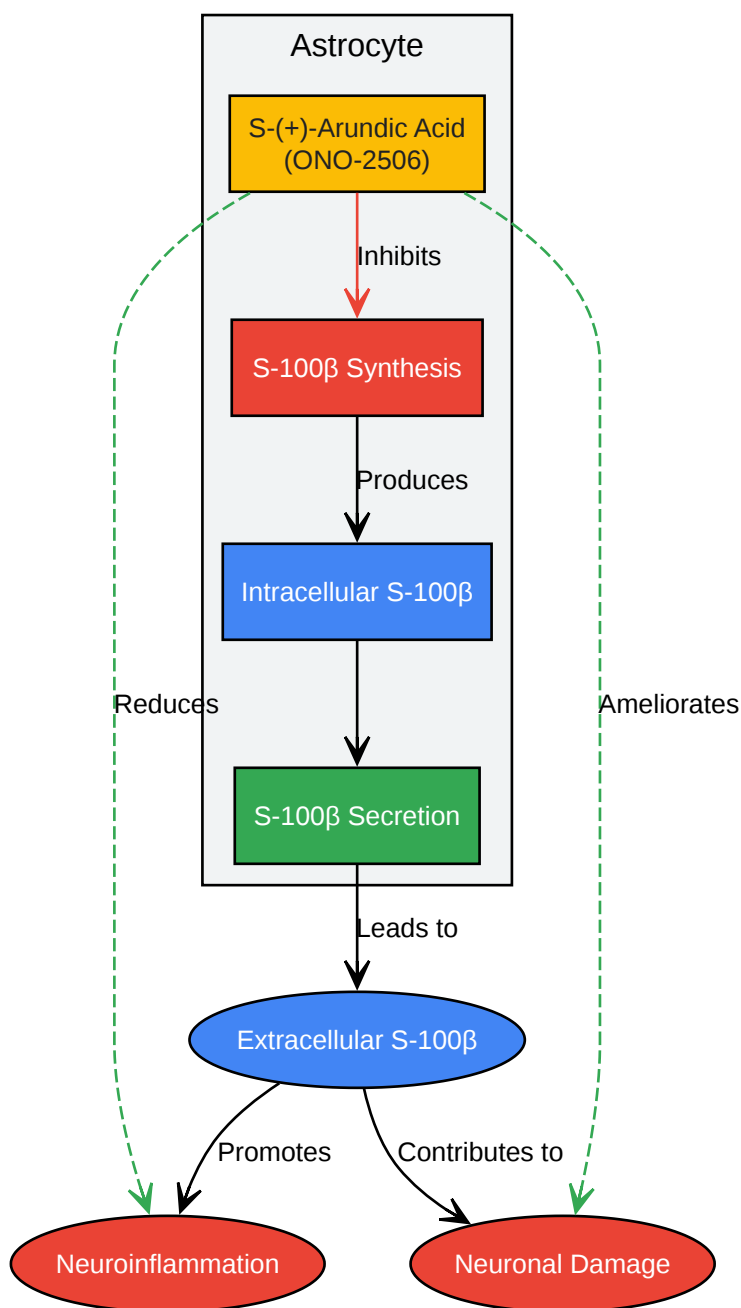 Astrocyte
S-(+)-Arundic Acid
(ONO-2506)
Inhibits
S-100β Synthesis
Produces
Intracellular S-100β
Reduces
Ameliorates
S-100β Secretion
Leads to
Extracellular S-100β
Promotes
Contributes to
Neuroinflammation
Neuronal Damage